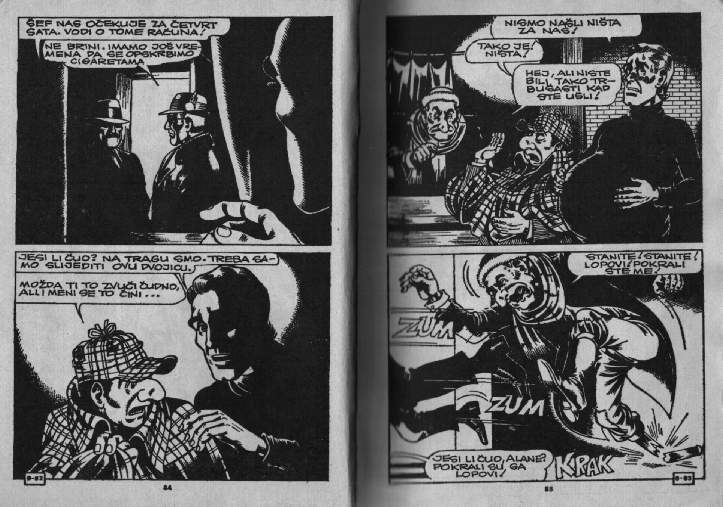 ŠEF NAS OČEKUJE ZA ČETVRT
SATA. VODI O TOME RAČUNA!
NE BRINI. IMAMO JOŠ VRE-
MENA DA SE OPSKRBIMO
CIGARETAMA.
JESI LI ČUO? NA TRAGU SMO. TREBA SA-
MO SLIJEDITI OVU DVOJICU.
MOŽDA TI TO ZVUČI ČUDNO,
ALI I MENI SE TO ČINI...
B-83
84
NISMO NAŠLI NIŠTA
ZA NAS!
TAKO JE!
NIŠTA!
HEJ, ALI NISTE
BILI TAKO TR-
BUŠASTI KAD
STE UŠLI!
STANITE! STANITE!
LOPOVI! POKRALI
STE ME.
ZUM
ZUM
JESI LI ČUO, ALANE?
POKRALI SU GA
LOPOVI!
KRAK
B-83
85